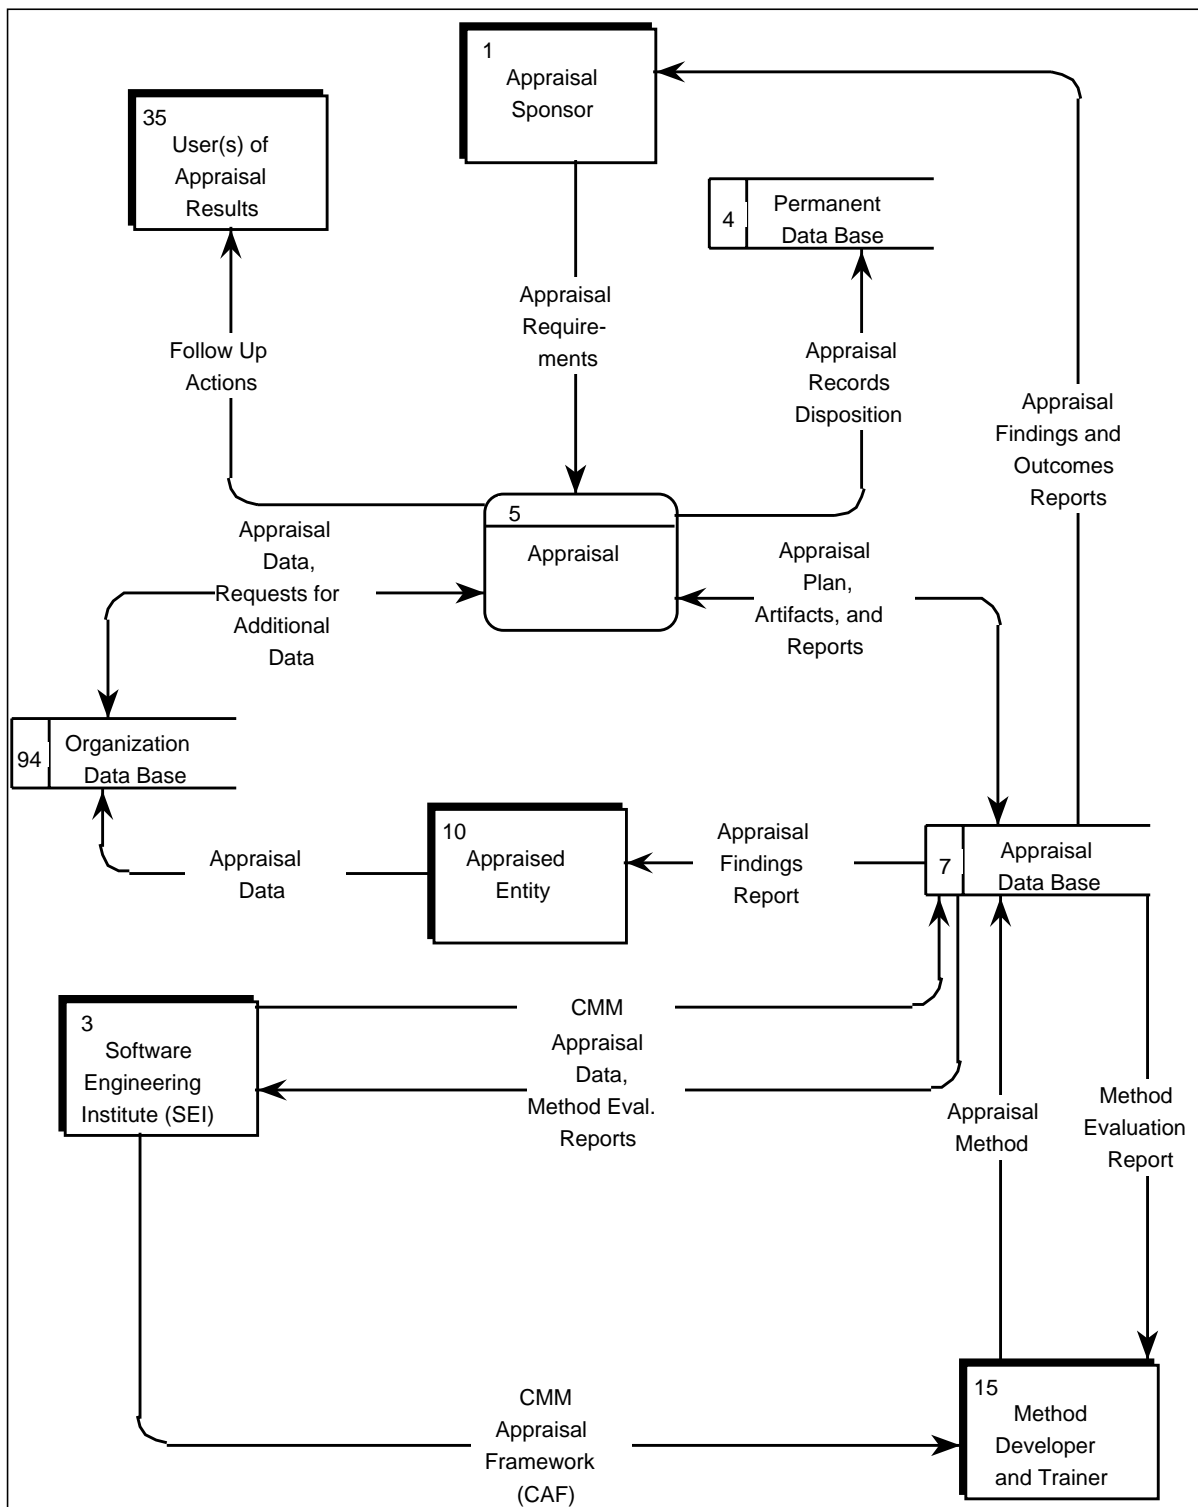 1
Appraisal
Sponsor
35
User(s) of
Appraisal
Results
4
Permanent
Data Base
Appraisal
Require-
ments
Follow Up
Actions
Appraisal
Records
Disposition
Appraisal
Findings and
Outcomes
Reports
5
Appraisal
Appraisal
Data,
Requests for
Additional
Data
Appraisal
Plan,
Artifacts, and
Reports
94
Organization
Data Base
10
Appraised
Entity
Appraisal
Data
Appraisal
Findings
Report
7
Appraisal
Data Base
3
Software
Engineering
Institute (SEI)
CMM
Appraisal
Data,
Method Eval.
Reports
Appraisal
Method
Method
Evaluation
Report
CMM
Appraisal
Framework
(CAF)
15
Method
Developer
and Trainer